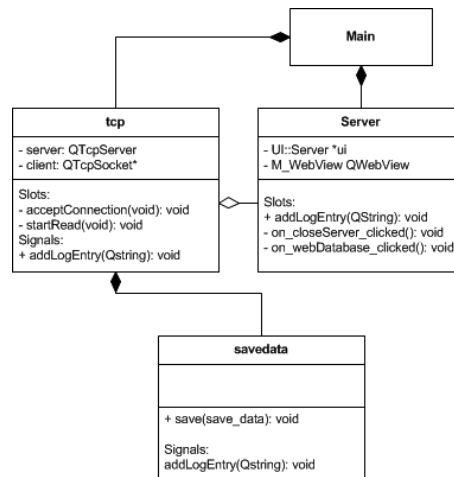 Main
tcp
- server: QTcpServer
- client: QTcpSocket*
Slots:
- acceptConnection(void): void
- startRead(void): void
Signals:
+ addLogEntry(Qstring): void
Server
- UI::Server *ui
- M_WebView QWebView
Slots:
+ addLogEntry(QString): void
- on_closeServer_clicked(): void
- on_webDatabase_clicked(): void
savedata
+ save(save_data): void
Signals:
addLogEntry(Qstring): void